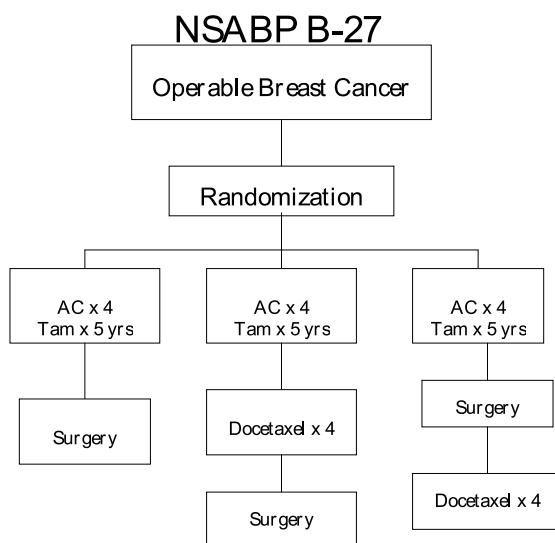 NSABP B-27
Operable Breast Cancer
Randomization
AC x 4
Tam x 5 yrs
Surgery
AC x 4
Tam x 5 yrs
Docetaxel x 4
Surgery
AC x 4
Tam x 5 yrs
Surgery
Docetaxel x 4